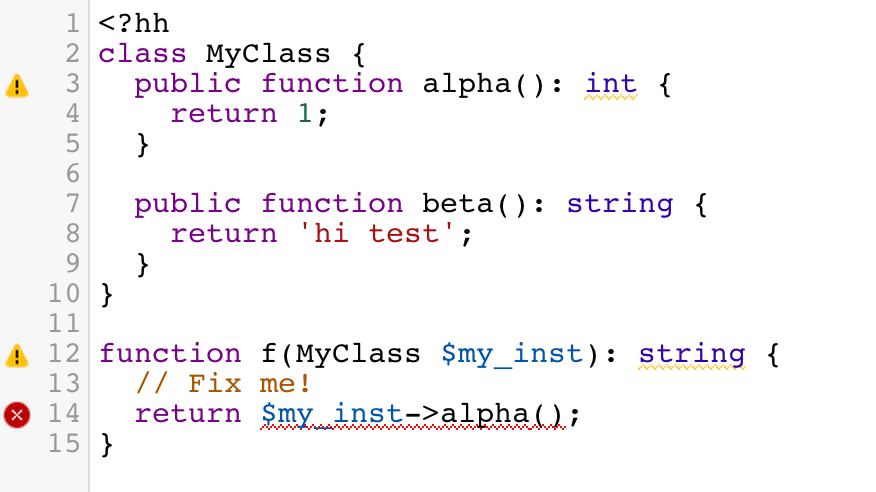 1 <?hh
2 class MyClass {
3   public function alpha(): int {
4     return 1;
5   }
6
7   public function beta(): string {
8     return 'hi test';
9   }
10 }
11
12 function f(MyClass $my_inst): string {
13   // Fix me!
14   return $my_inst->alpha();
15 }